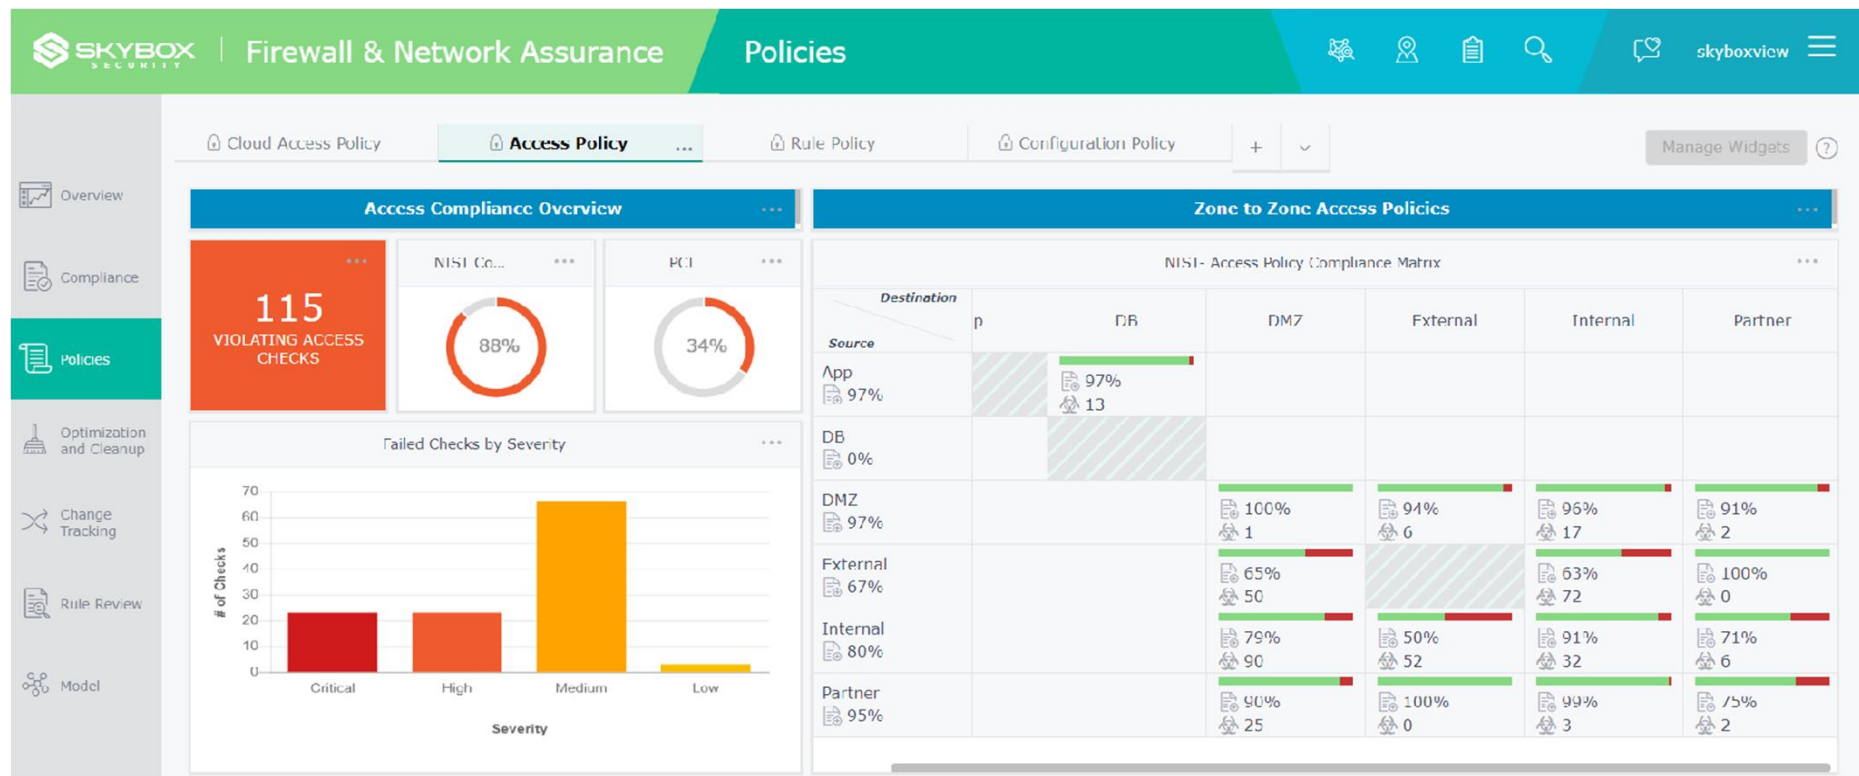 SKYBOX
SECURITY
Firewall & Network Assurance
Policies
skyboxview
Cloud Access Policy
Access Policy
...
Rule Policy
Configuration Policy
+
Manage Widgets
?
Overview
Compliance
Policies
Optimization
and Cleanup
Change
Tracking
Rule Review
Model
Access Compliance Overview
...
115
VIOLATING ACCESS
CHECKS
...
NIST Co...
...
88%
PCI
...
34%
Failed Checks by Severity
...
# of Checks
70
60
50
40
30
20
10
0
Critical
High
Medium
Low
Severity
Zone to Zone Access Policies
...
NIST- Access Policy Compliance Matrix
...
Destination
Source
p
DB
DMZ
External
Internal
Partner
App
97%
97%
13
DB
0%
DMZ
97%
100%
1
94%
6
96%
17
91%
2
External
67%
65%
50
63%
72
100%
0
Internal
80%
79%
90
50%
52
91%
32
71%
6
Partner
95%
90%
25
100%
0
99%
3
75%
2